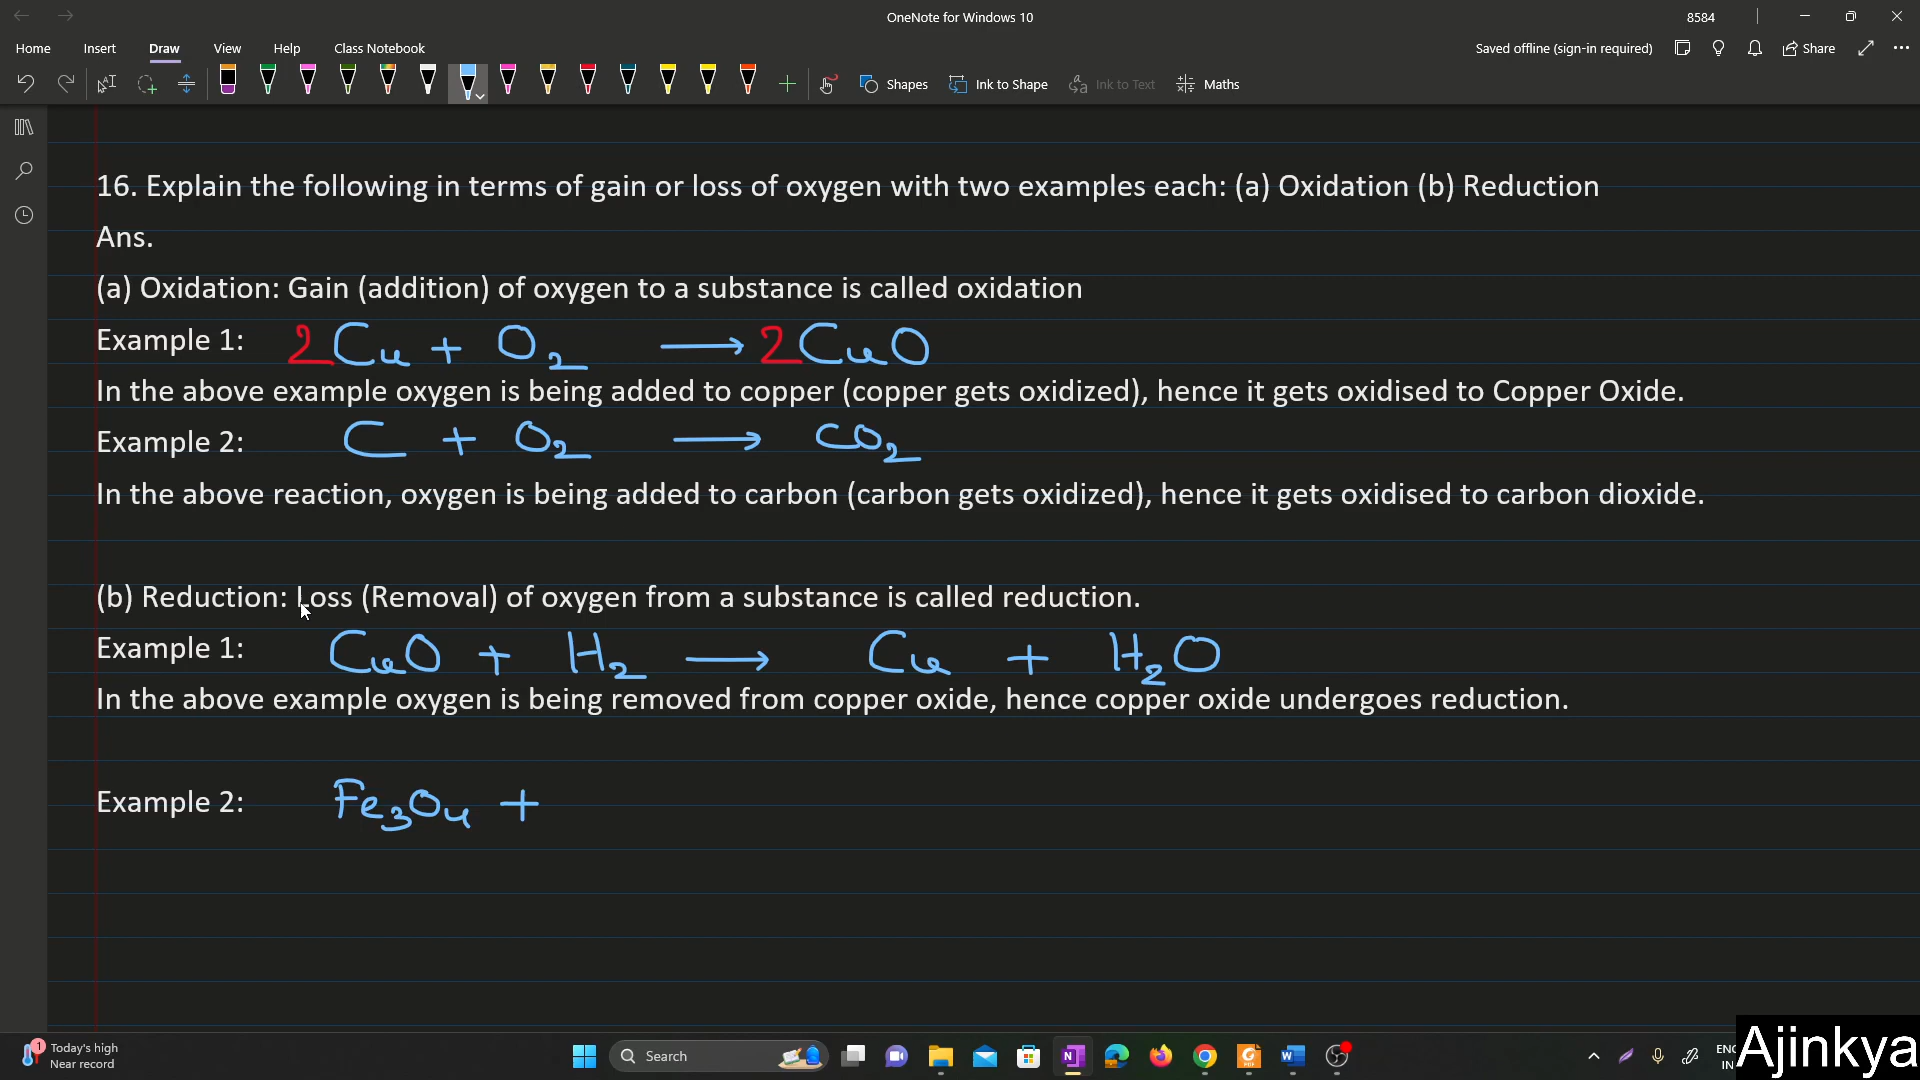 OneNote for Windows 10
8584
Home Insert Draw View Help Class Notebook
Saved offline (sign-in required) Share
Shapes Ink to Shape Ink to Text Maths
16. Explain the following in terms of gain or loss of oxygen with two examples each: (a) Oxidation (b) Reduction
Ans.
(a) Oxidation: Gain (addition) of oxygen to a substance is called oxidation
Example 1: 2Cu + O₂ ⟶ 2CuO
In the above example oxygen is being added to copper (copper gets oxidized), hence it gets oxidised to Copper Oxide.
Example 2: C + O₂ ⟶ CO₂
In the above reaction, oxygen is being added to carbon (carbon gets oxidized), hence it gets oxidised to carbon dioxide.
(b) Reduction: Loss (Removal) of oxygen from a substance is called reduction.
Example 1: CuO + H₂ ⟶ Cu + H₂O
In the above example oxygen is being removed from copper oxide, hence copper oxide undergoes reduction.
Example 2: Fe₃O₄ +
1
Today's high
Near record
Search
ENG
IN
Ajinkya